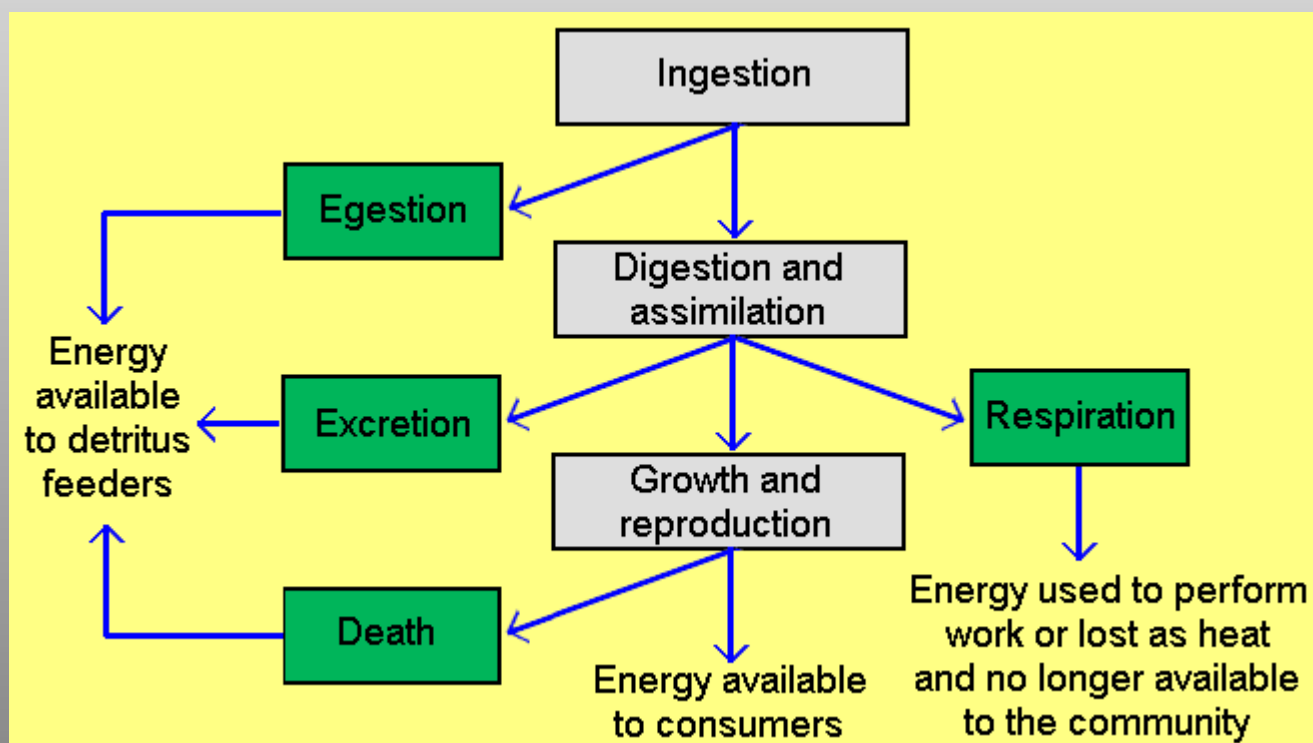 Ingestion
Egestion
Digestion and
assimilation
Energy
available
to detritus
feeders
Excretion
Respiration
Growth and
reproduction
Death
Energy available
to consumers
Energy used to perform
work or lost as heat
and no longer available
to the community